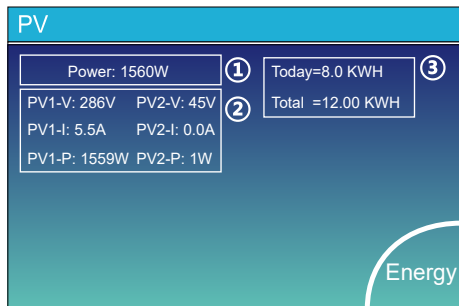 PV
Power: 1560W ①
PV1-V: 286V PV2-V: 45V ②
PV1-I: 5.5A PV2-I: 0.0A
PV1-P: 1559W PV2-P: 1W
Today=8.0 KWH ③
Total =12.00 KWH
Energy